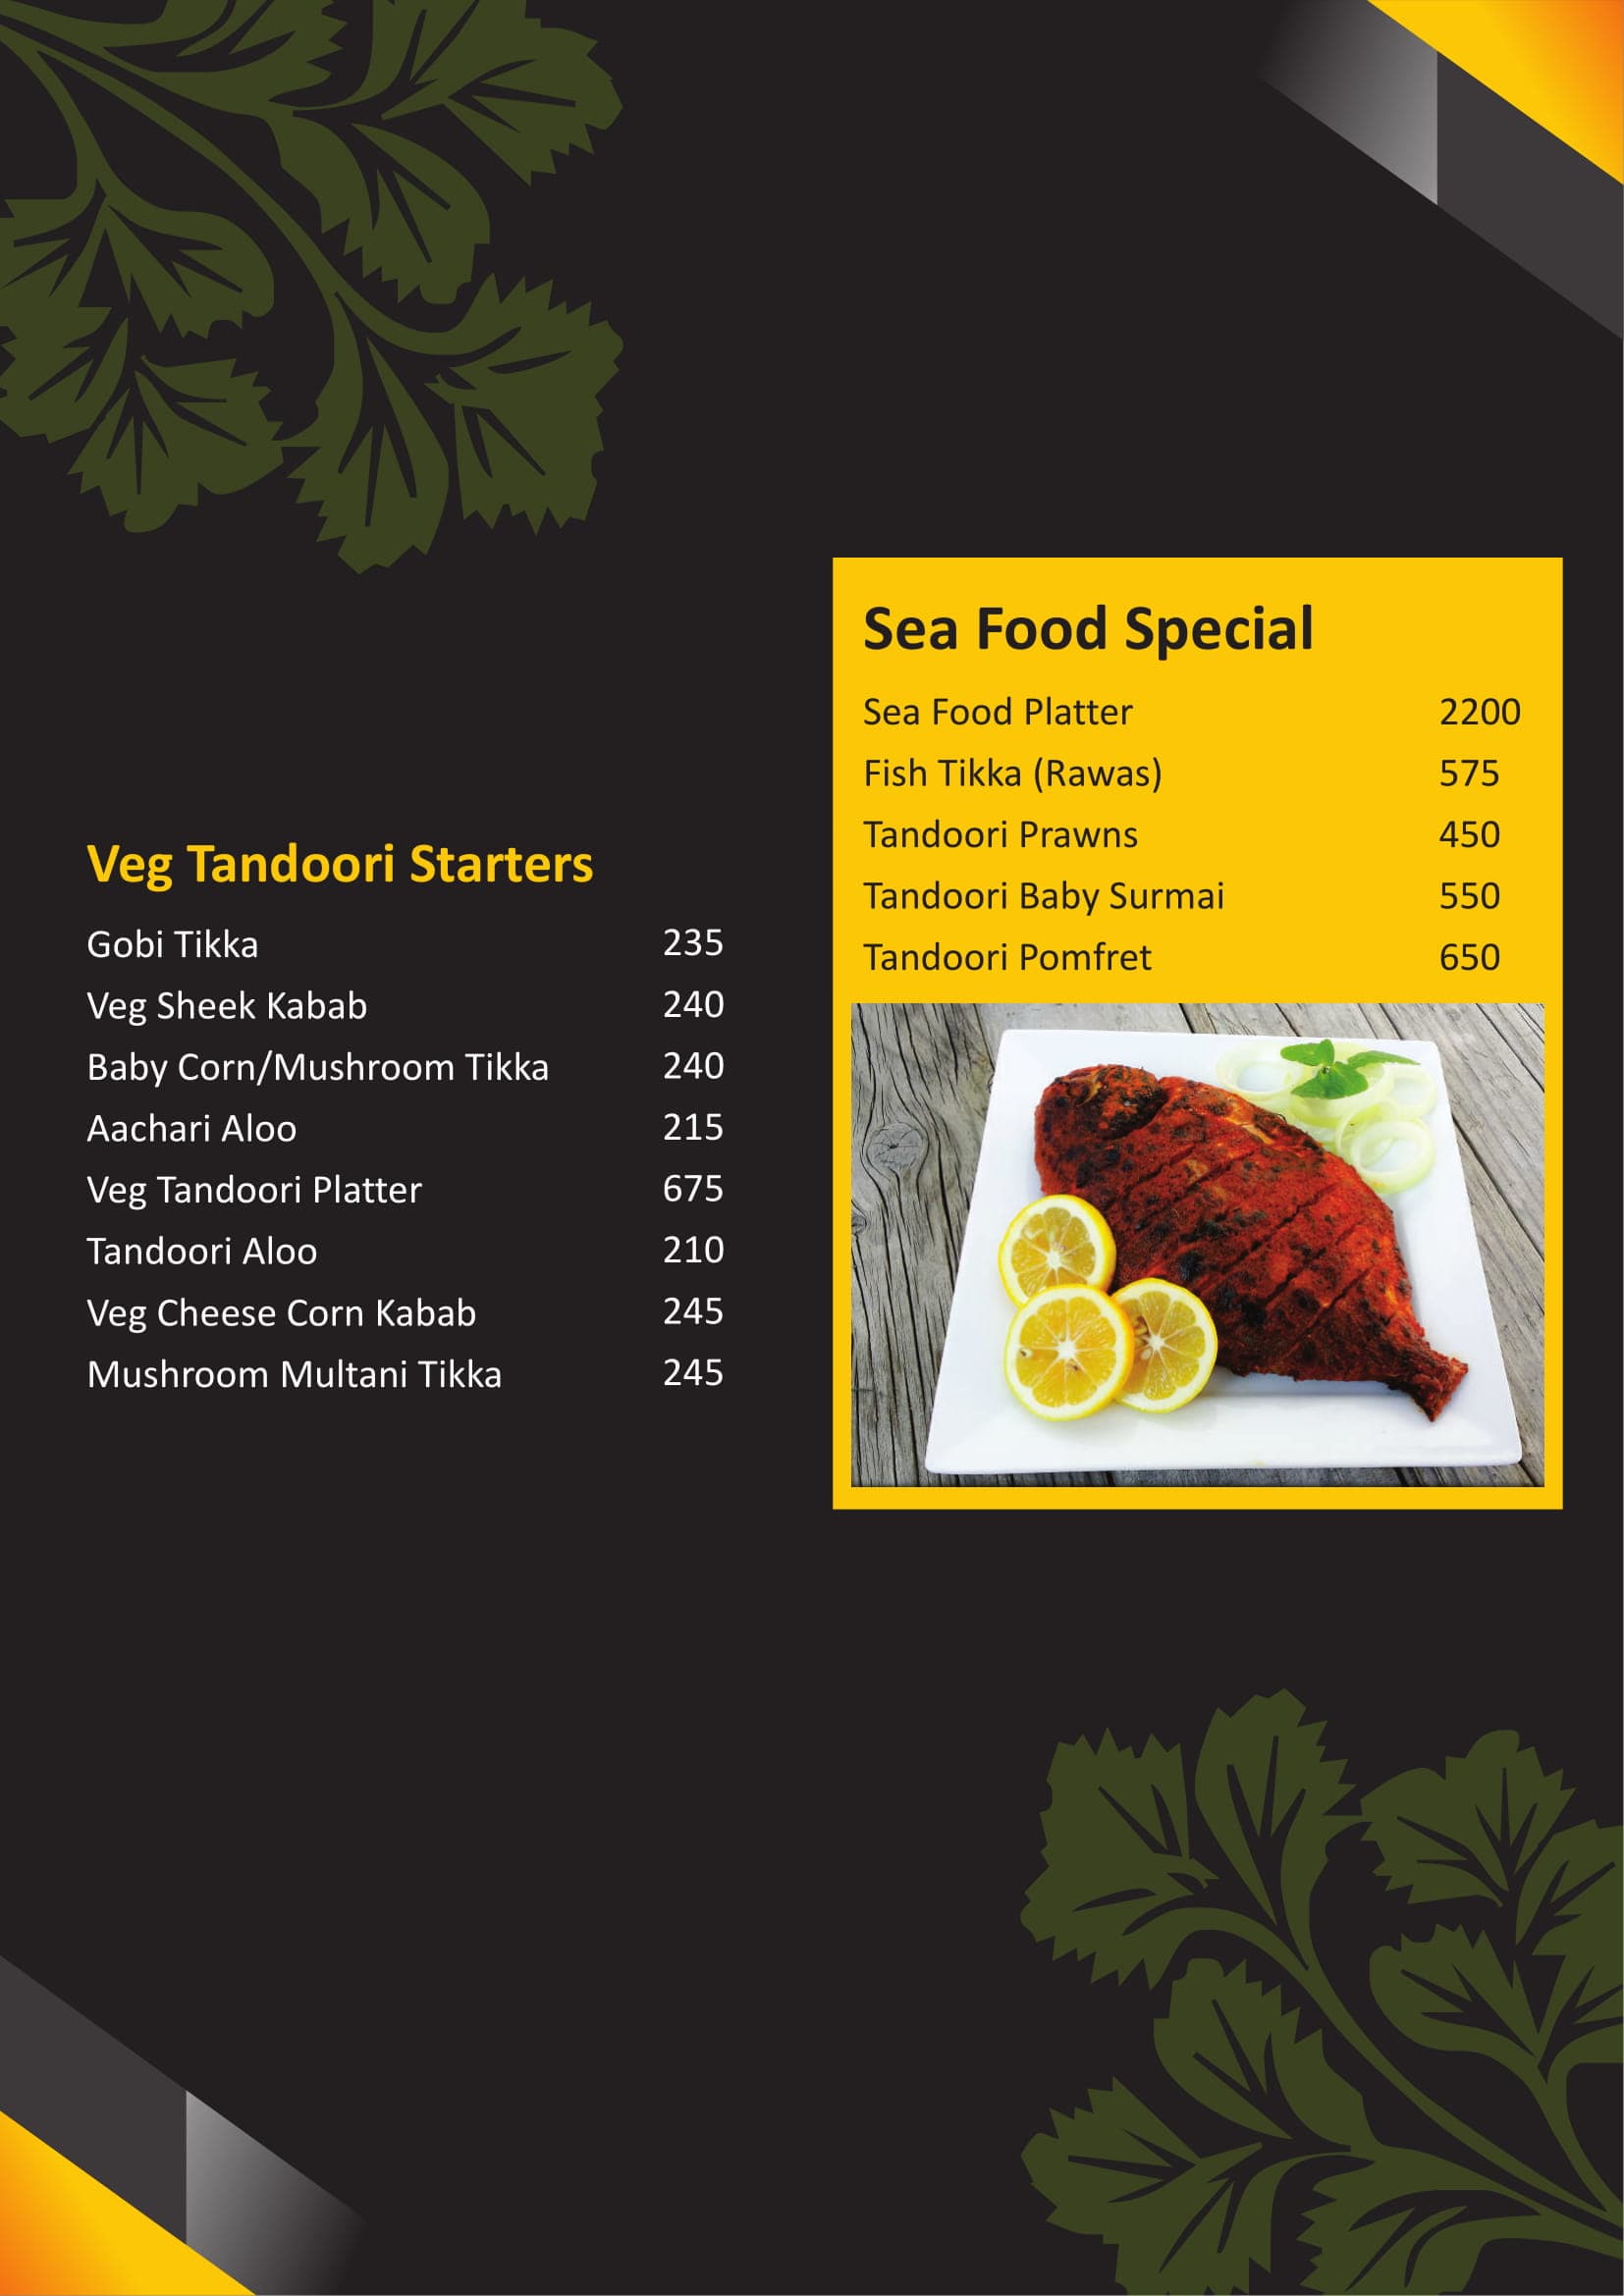 Veg Tandoori Starters
Gobi Tikka 235
Veg Sheek Kabab 240
Baby Corn/Mushroom Tikka 240
Aachari Aloo 215
Veg Tandoori Platter 675
Tandoori Aloo 210
Veg Cheese Corn Kabab 245
Mushroom Multani Tikka 245
Sea Food Special
Sea Food Platter 2200
Fish Tikka (Rawas) 575
Tandoori Prawns 450
Tandoori Baby Surmai 550
Tandoori Pomfret 650